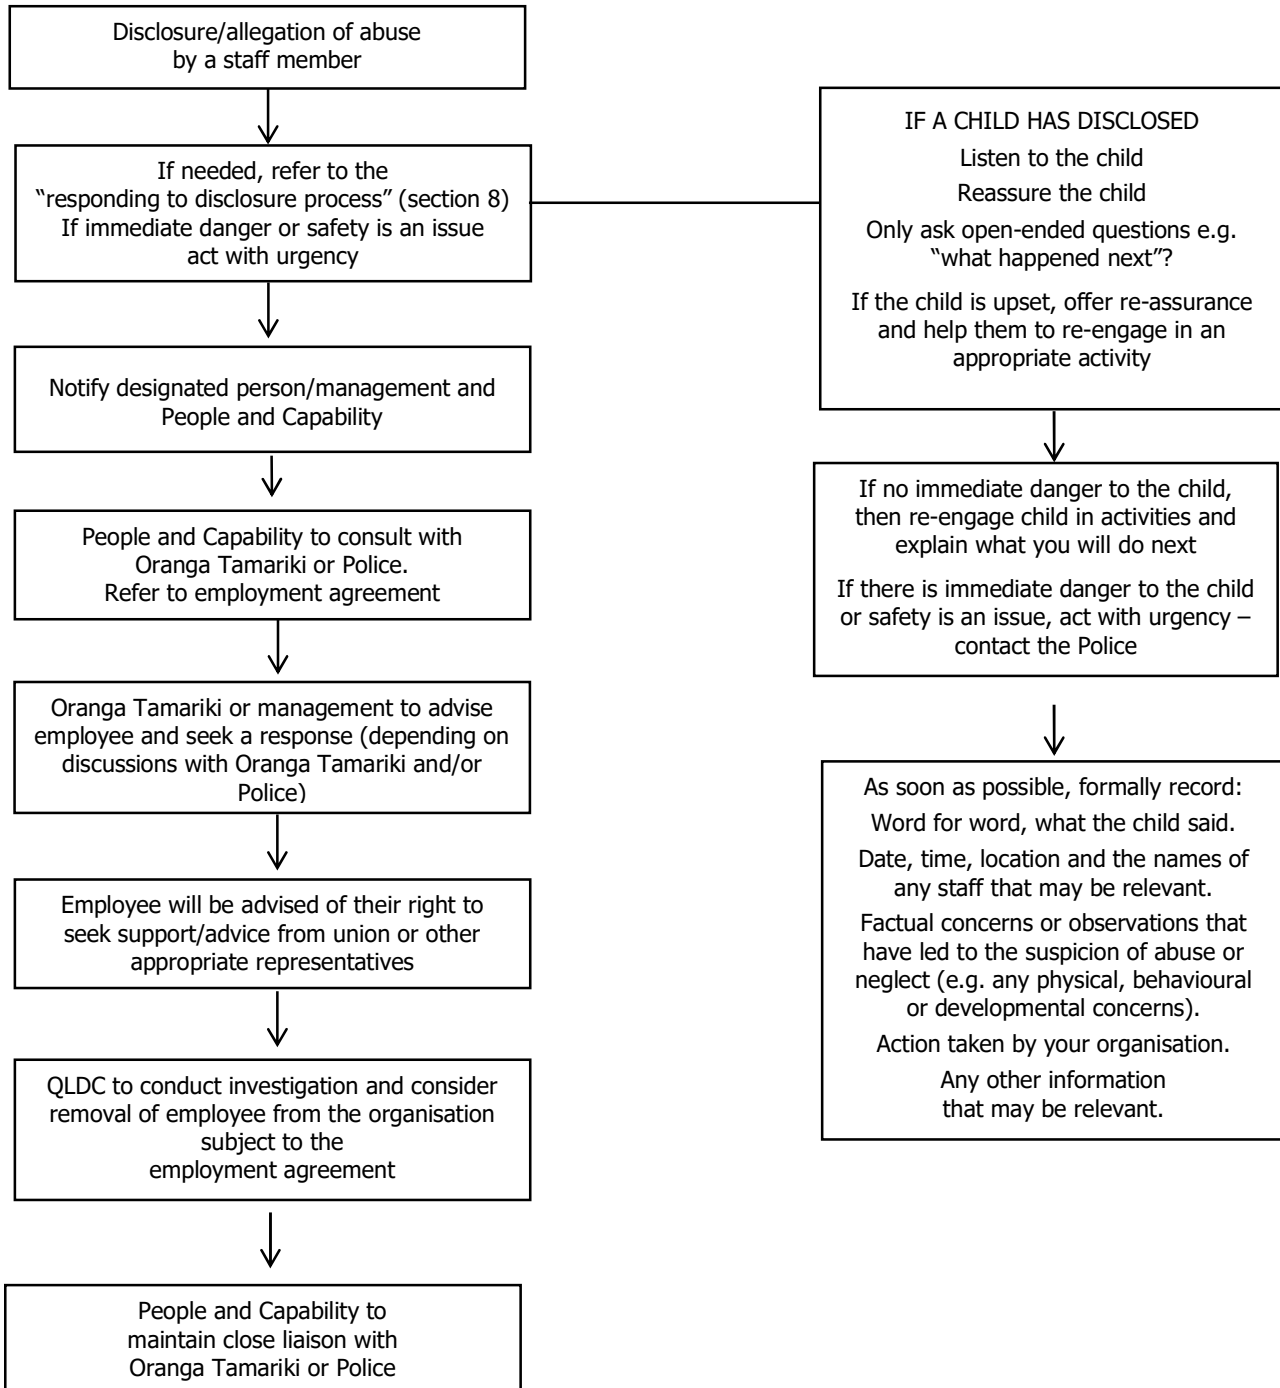 Disclosure/allegation of abuse
by a staff member
If needed, refer to the
“responding to disclosure process” (section 8)
If immediate danger or safety is an issue
act with urgency
Notify designated person/management and
People and Capability
People and Capability to consult with
Oranga Tamariki or Police.
Refer to employment agreement
Oranga Tamariki or management to advise
employee and seek a response (depending on
discussions with Oranga Tamariki and/or
Police)
Employee will be advised of their right to
seek support/advice from union or other
appropriate representatives
QLDC to conduct investigation and consider
removal of employee from the organisation
subject to the
employment agreement
People and Capability to
maintain close liaison with
Oranga Tamariki or Police
IF A CHILD HAS DISCLOSED
Listen to the child
Reassure the child
Only ask open-ended questions e.g.
“what happened next”?
If the child is upset, offer re-assurance
and help them to re-engage in an
appropriate activity
If no immediate danger to the child,
then re-engage child in activities and
explain what you will do next
If there is immediate danger to the child
or safety is an issue, act with urgency –
contact the Police
As soon as possible, formally record:
Word for word, what the child said.
Date, time, location and the names of
any staff that may be relevant.
Factual concerns or observations that
have led to the suspicion of abuse or
neglect (e.g. any physical, behavioural
or developmental concerns).
Action taken by your organisation.
Any other information
that may be relevant.